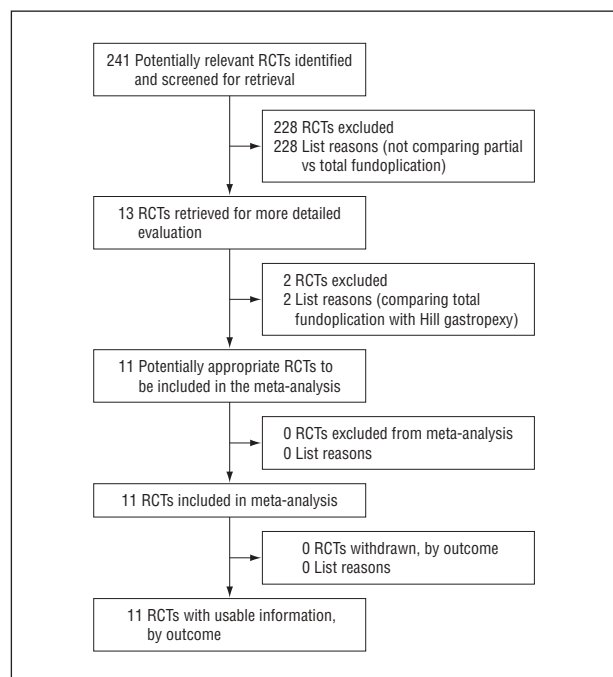 241 Potentially relevant RCTs identified
and screened for retrieval
228 RCTs excluded
228 List reasons (not comparing partial
vs total fundoplication)
13 RCTs retrieved for more detailed
evaluation
2 RCTs excluded
2 List reasons (comparing total
fundoplication with Hill gastropexy)
11 Potentially appropriate RCTs to
be included in the meta-analysis
0 RCTs excluded from meta-analysis
0 List reasons
11 RCTs included in meta-analysis
0 RCTs withdrawn, by outcome
0 List reasons
11 RCTs with usable information,
by outcome